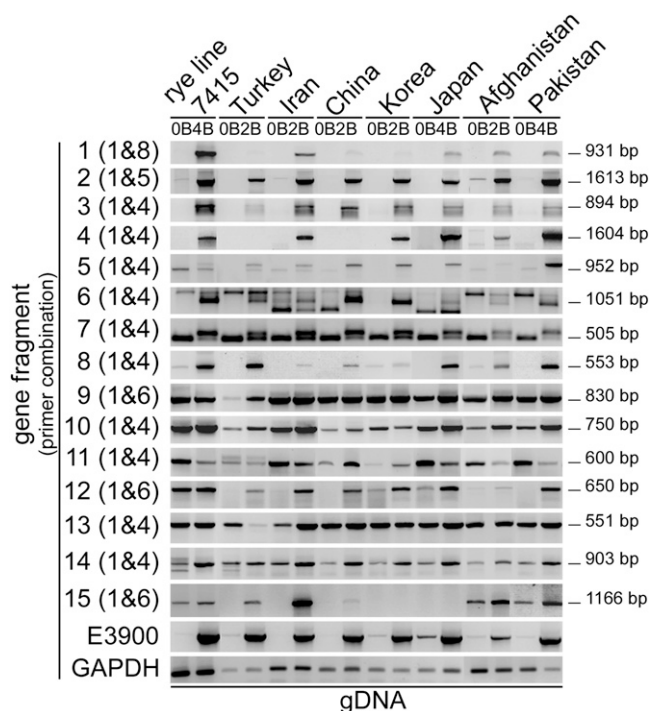 rye line
7415 Turkey Iran China Korea Japan Afghanistan Pakistan
0B4B 0B2B 0B2B 0B2B 0B2B 0B4B 0B2B 0B4B
1 (1&8) 931 bp
2 (1&5) 1613 bp
3 (1&4) 894 bp
4 (1&4) 1604 bp
5 (1&4) 952 bp
6 (1&4) 1051 bp
7 (1&4) 505 bp
8 (1&4) 553 bp
9 (1&6) 830 bp
10 (1&4) 750 bp
11 (1&4) 600 bp
12 (1&6) 650 bp
13 (1&4) 551 bp
14 (1&4) 903 bp
15 (1&6) 1166 bp
E3900
GAPDH
gene fragment
(primer combination)
gDNA